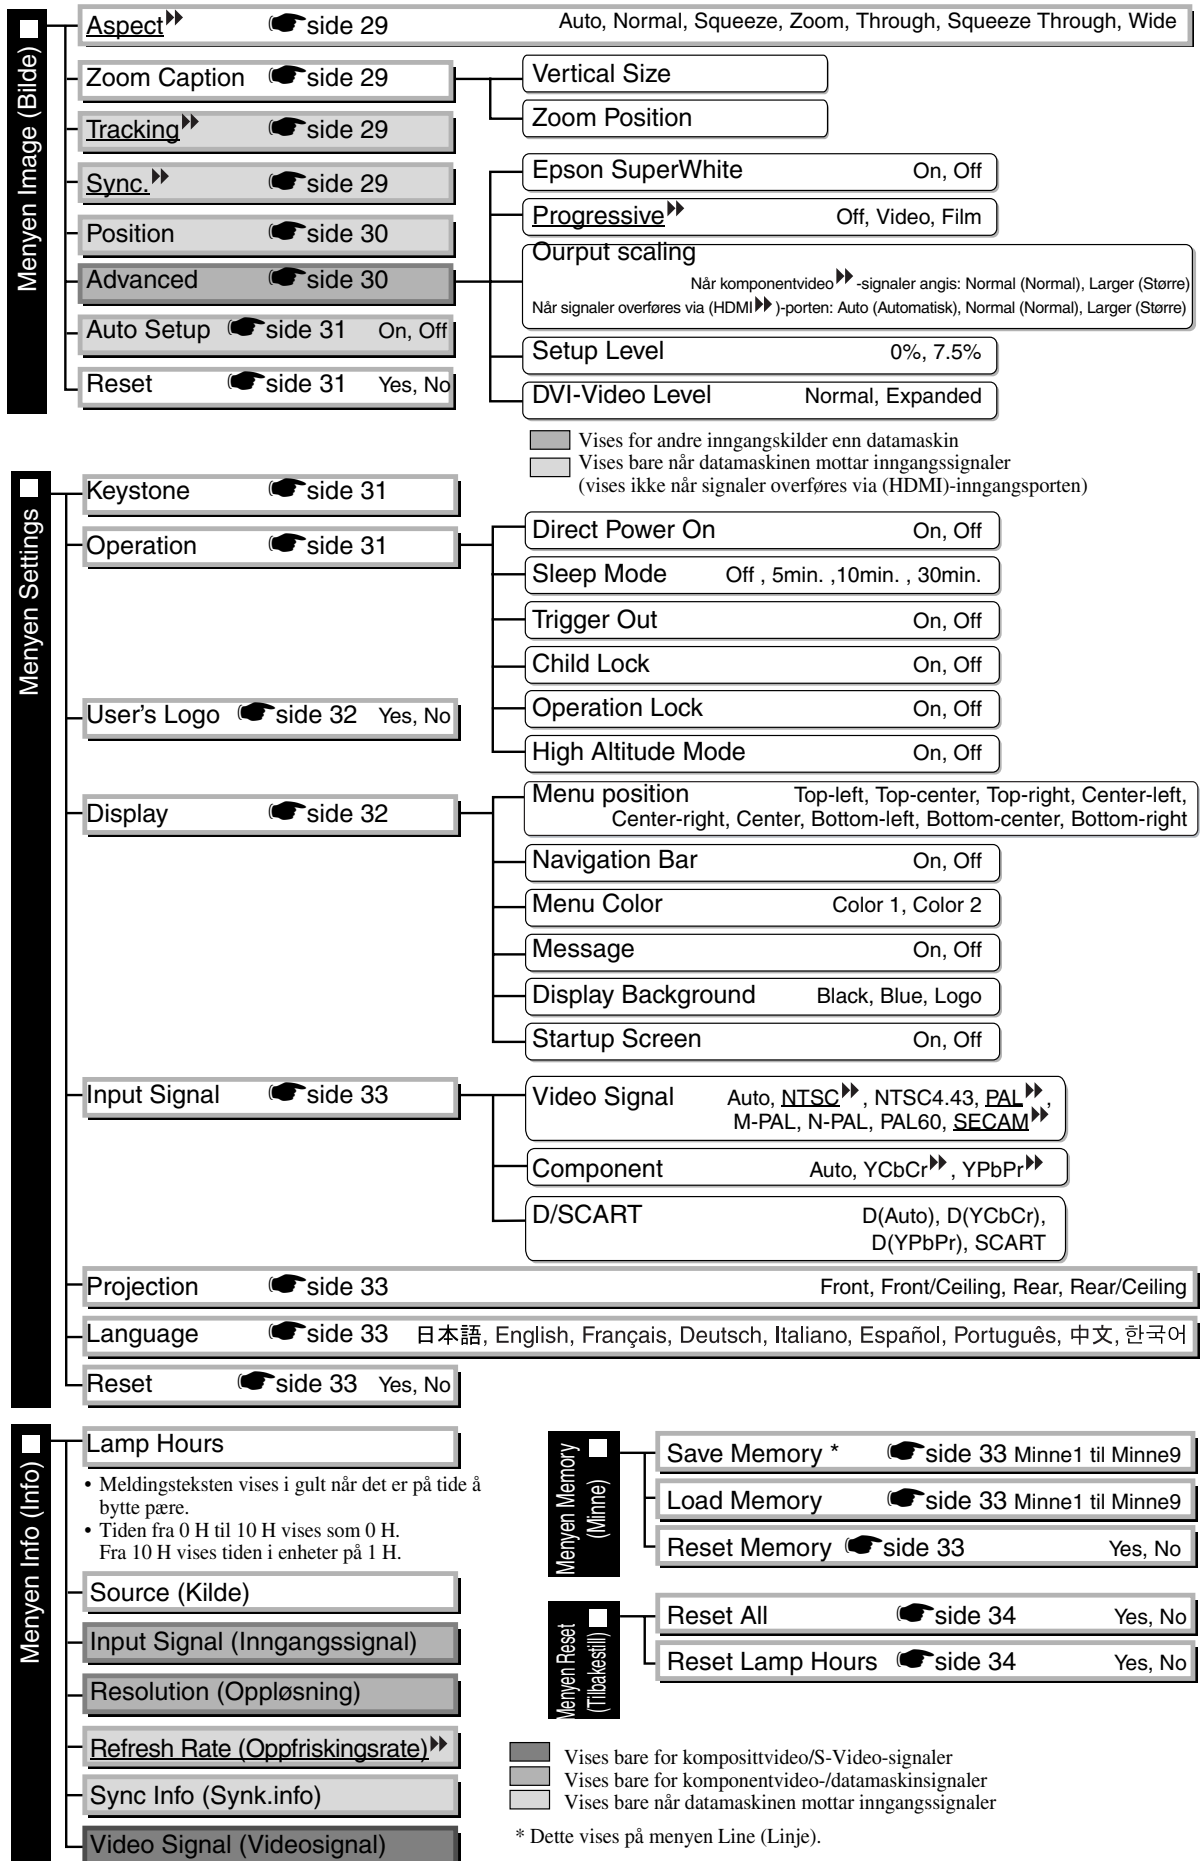 Menyen Image (Bilde)
Aspect side 29 Auto, Normal, Squeeze, Zoom, Through, Squeeze Through, Wide
Zoom Caption side 29
Vertical Size
Zoom Position
Tracking side 29
Sync. side 29
Position side 30
Advanced side 30
Epson SuperWhite On, Off
Progressive Off, Video, Film
Ourput scaling
Når komponentvideo -signaler angis: Normal (Normal), Larger (Større)
Når signaler overføres via (HDMI )-porten: Auto (Automatisk), Normal (Normal), Larger (Større)
Setup Level 0%, 7.5%
DVI-Video Level Normal, Expanded
Auto Setup side 31 On, Off
Reset side 31 Yes, No
Vises for andre inngangskilder enn datamaskin
Vises bare når datamaskinen mottar inngangssignaler
(vises ikke når signaler overføres via (HDMI)-inngangsporten)
Menyen Settings
Keystone side 31
Operation side 31
Direct Power On On, Off
Sleep Mode Off , 5min. ,10min. , 30min.
Trigger Out On, Off
Child Lock On, Off
Operation Lock On, Off
High Altitude Mode On, Off
User's Logo side 32 Yes, No
Display side 32
Menu position Top-left, Top-center, Top-right, Center-left,
Center-right, Center, Bottom-left, Bottom-center, Bottom-right
Navigation Bar On, Off
Menu Color Color 1, Color 2
Message On, Off
Display Background Black, Blue, Logo
Startup Screen On, Off
Input Signal side 33
Video Signal Auto, NTSC , NTSC4.43, PAL ,
M-PAL, N-PAL, PAL60, SECAM
Component Auto, YCbCr , YPbPr
D/SCART D(Auto), D(YCbCr),
D(YPbPr), SCART
Projection side 33 Front, Front/Ceiling, Rear, Rear/Ceiling
Language side 33 日本語, English, Français, Deutsch, Italiano, Español, Português, 中文, 한국어
Reset side 33 Yes, No
Menyen Info (Info)
Lamp Hours
• Meldingsteksten vises i gult når det er på tide å
bytte pære.
• Tiden fra 0 H til 10 H vises som 0 H.
Fra 10 H vises tiden i enheter på 1 H.
Source (Kilde)
Input Signal (Inngangssignal)
Resolution (Oppløsning)
Refresh Rate (Oppfriskingsrate)
Sync Info (Synk.info)
Video Signal (Videosignal)
Menyen Memory
(Minne)
Save Memory * side 33 Minne1 til Minne9
Load Memory side 33 Minne1 til Minne9
Reset Memory side 33 Yes, No
Menyen Reset
(Tilbakestill)
Reset All side 34 Yes, No
Reset Lamp Hours side 34 Yes, No
Vises bare for komposittvideo/S-Video-signaler
Vises bare for komponentvideo-/datamaskinsignaler
Vises bare når datamaskinen mottar inngangssignaler
* Dette vises på menyen Line (Linje).